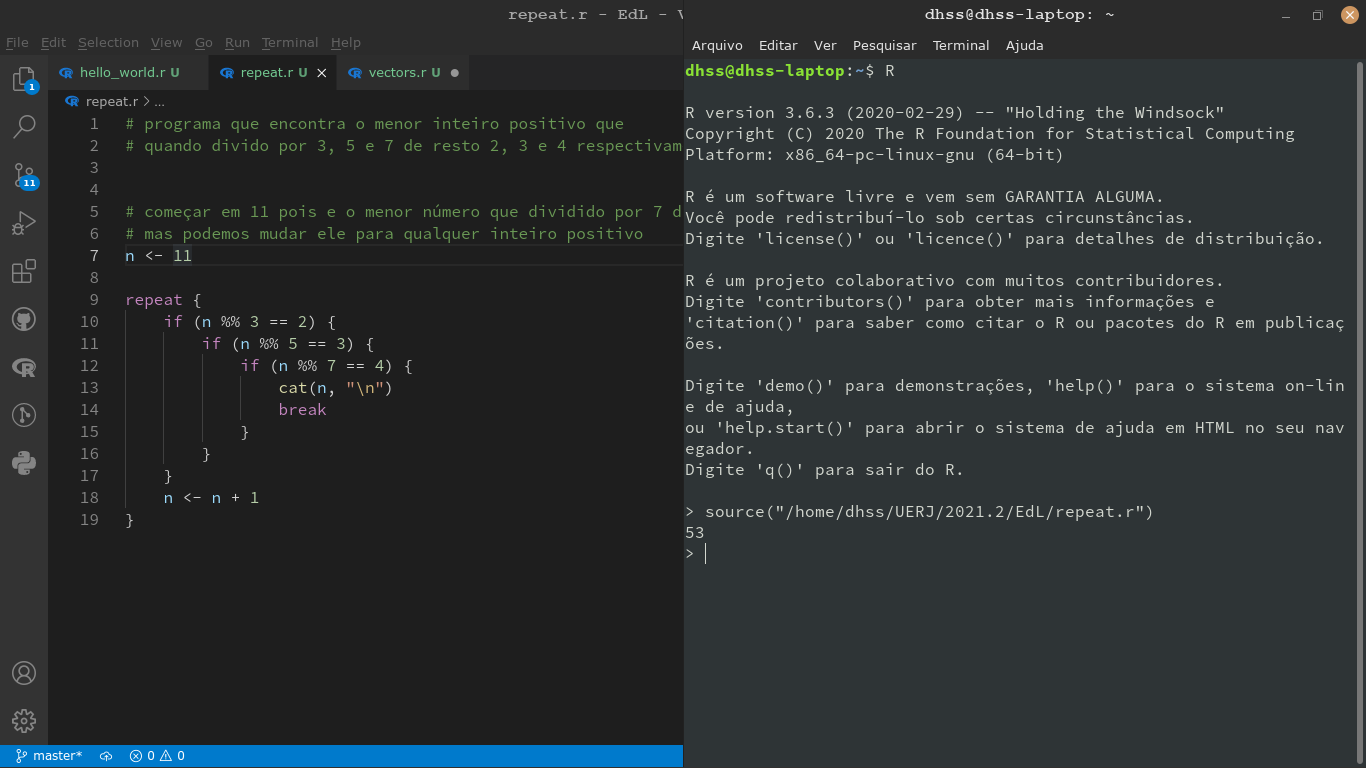 repeat.r - EdL - V
File Edit Selection View Go Run Terminal Help
hello_world.r U
repeat.r U
vectors.r U
repeat.r > ...
1 # programa que encontra o menor inteiro positivo que
2 # quando divido por 3, 5 e 7 de resto 2, 3 e 4 respectivam
3
4
5 # começar em 11 pois e o menor número que dividido por 7 d
6 # mas podemos mudar ele para qualquer inteiro positivo
7 n <- 11
8
9 repeat {
10 if (n %% 3 == 2) {
11 if (n %% 5 == 3) {
12 if (n %% 7 == 4) {
13 cat(n, "\n")
14 break
15 }
16 }
17 }
18 n <- n + 1
19 }
1
11
master* 0 0
dhss@dhss-laptop: ~
Arquivo Editar Ver Pesquisar Terminal Ajuda
dhss@dhss-laptop:~$ R
R version 3.6.3 (2020-02-29) -- "Holding the Windsock"
Copyright (C) 2020 The R Foundation for Statistical Computing
Platform: x86_64-pc-linux-gnu (64-bit)
R é um software livre e vem sem GARANTIA ALGUMA.
Você pode redistribuí-lo sob certas circunstâncias.
Digite 'license()' ou 'licence()' para detalhes de distribuição.
R é um projeto colaborativo com muitos contribuidores.
Digite 'contributors()' para obter mais informações e
'citation()' para saber como citar o R ou pacotes do R em publicaç
ões.
Digite 'demo()' para demonstrações, 'help()' para o sistema on-lin
e de ajuda,
ou 'help.start()' para abrir o sistema de ajuda em HTML no seu nav
egador.
Digite 'q()' para sair do R.
> source("/home/dhss/UERJ/2021.2/EdL/repeat.r")
53
>